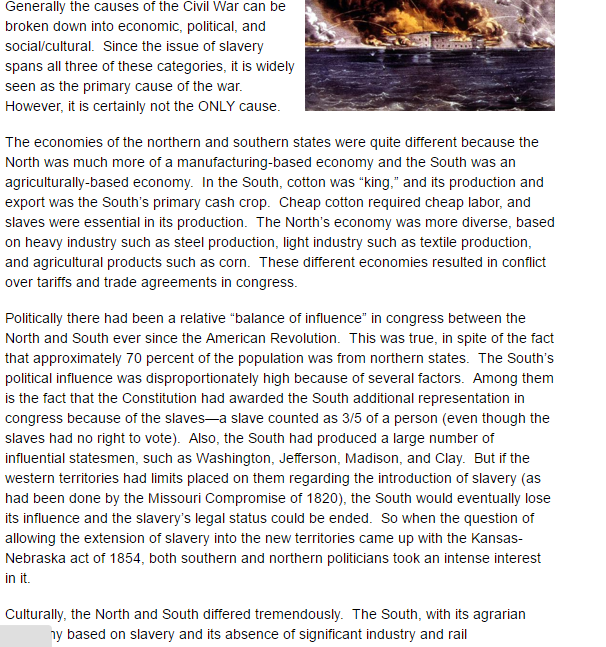 Generally the causes of the Civil War can be
broken down into economic, political, and
social/cultural.  Since the issue of slavery
spans all three of these categories, it is widely
seen as the primary cause of the war.
However, it is certainly not the ONLY cause.
The economies of the northern and southern states were quite different because the
North was much more of a manufacturing-based economy and the South was an
agriculturally-based economy.  In the South, cotton was “king,” and its production and
export was the South’s primary cash crop.  Cheap cotton required cheap labor, and
slaves were essential in its production.  The North’s economy was more diverse, based
on heavy industry such as steel production, light industry such as textile production,
and agricultural products such as corn.  These different economies resulted in conflict
over tariffs and trade agreements in congress.
Politically there had been a relative “balance of influence” in congress between the
North and South ever since the American Revolution.  This was true, in spite of the fact
that approximately 70 percent of the population was from northern states.  The South’s
political influence was disproportionately high because of several factors.  Among them
is the fact that the Constitution had awarded the South additional representation in
congress because of the slaves—a slave counted as 3/5 of a person (even though the
slaves had no right to vote).  Also, the South had produced a large number of
influential statesmen, such as Washington, Jefferson, Madison, and Clay.  But if the
western territories had limits placed on them regarding the introduction of slavery (as
had been done by the Missouri Compromise of 1820), the South would eventually lose
its influence and the slavery’s legal status could be ended.  So when the question of
allowing the extension of slavery into the new territories came up with the Kansas-
Nebraska act of 1854, both southern and northern politicians took an intense interest
in it.
Culturally, the North and South differed tremendously.  The South, with its agrarian
based on slavery and its absence of significant industry and rail